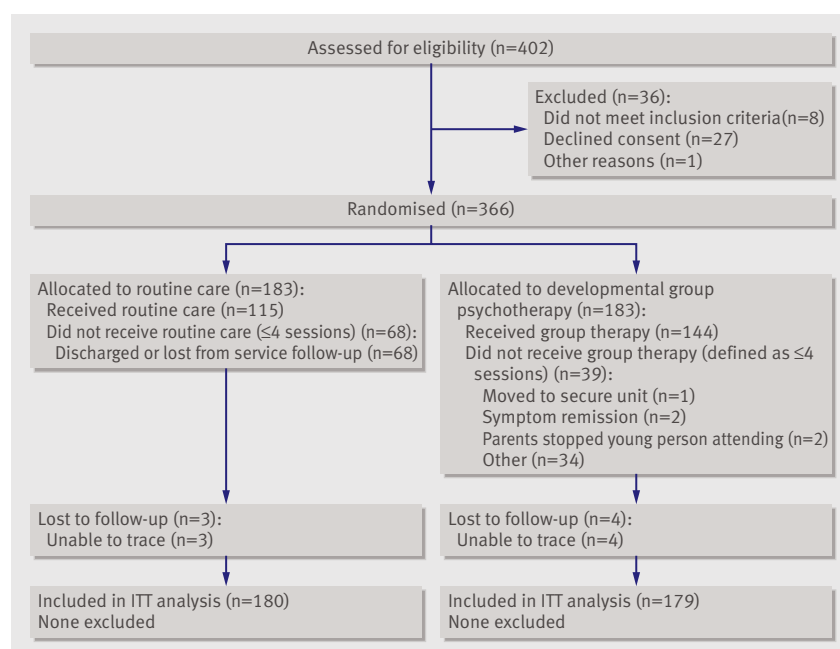 Assessed for eligibility (n=402)
Excluded (n=36):
Did not meet inclusion criteria(n=8)
Declined consent (n=27)
Other reasons (n=1)
Randomised (n=366)
Allocated to routine care (n=183):
Received routine care (n=115)
Did not receive routine care (≤4 sessions) (n=68):
Discharged or lost from service follow-up (n=68)
Allocated to developmental group
psychotherapy (n=183):
Received group therapy (n=144)
Did not receive group therapy (defined as ≤4
sessions) (n=39):
Moved to secure unit (n=1)
Symptom remission (n=2)
Parents stopped young person attending (n=2)
Other (n=34)
Lost to follow-up (n=3):
Unable to trace (n=3)
Lost to follow-up (n=4):
Unable to trace (n=4)
Included in ITT analysis (n=180)
None excluded
Included in ITT analysis (n=179)
None excluded